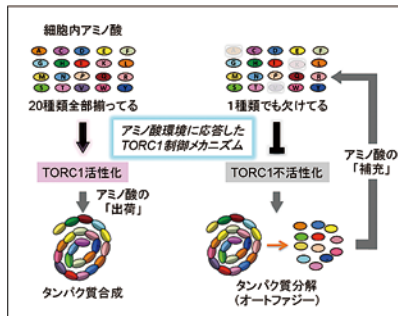 細胞内アミノ酸
A C D E F
G H I K L
M N P Q R
S T V W Y
20種類全部揃ってる
1種類でも欠けてる
アミノ酸環境に応答した
TORC1制御メカニズム
TORC1活性化
TORC1不活性化
アミノ酸の
「出荷」
アミノ酸の
「補充」
タンパク質合成
タンパク質分解
(オートファジー)